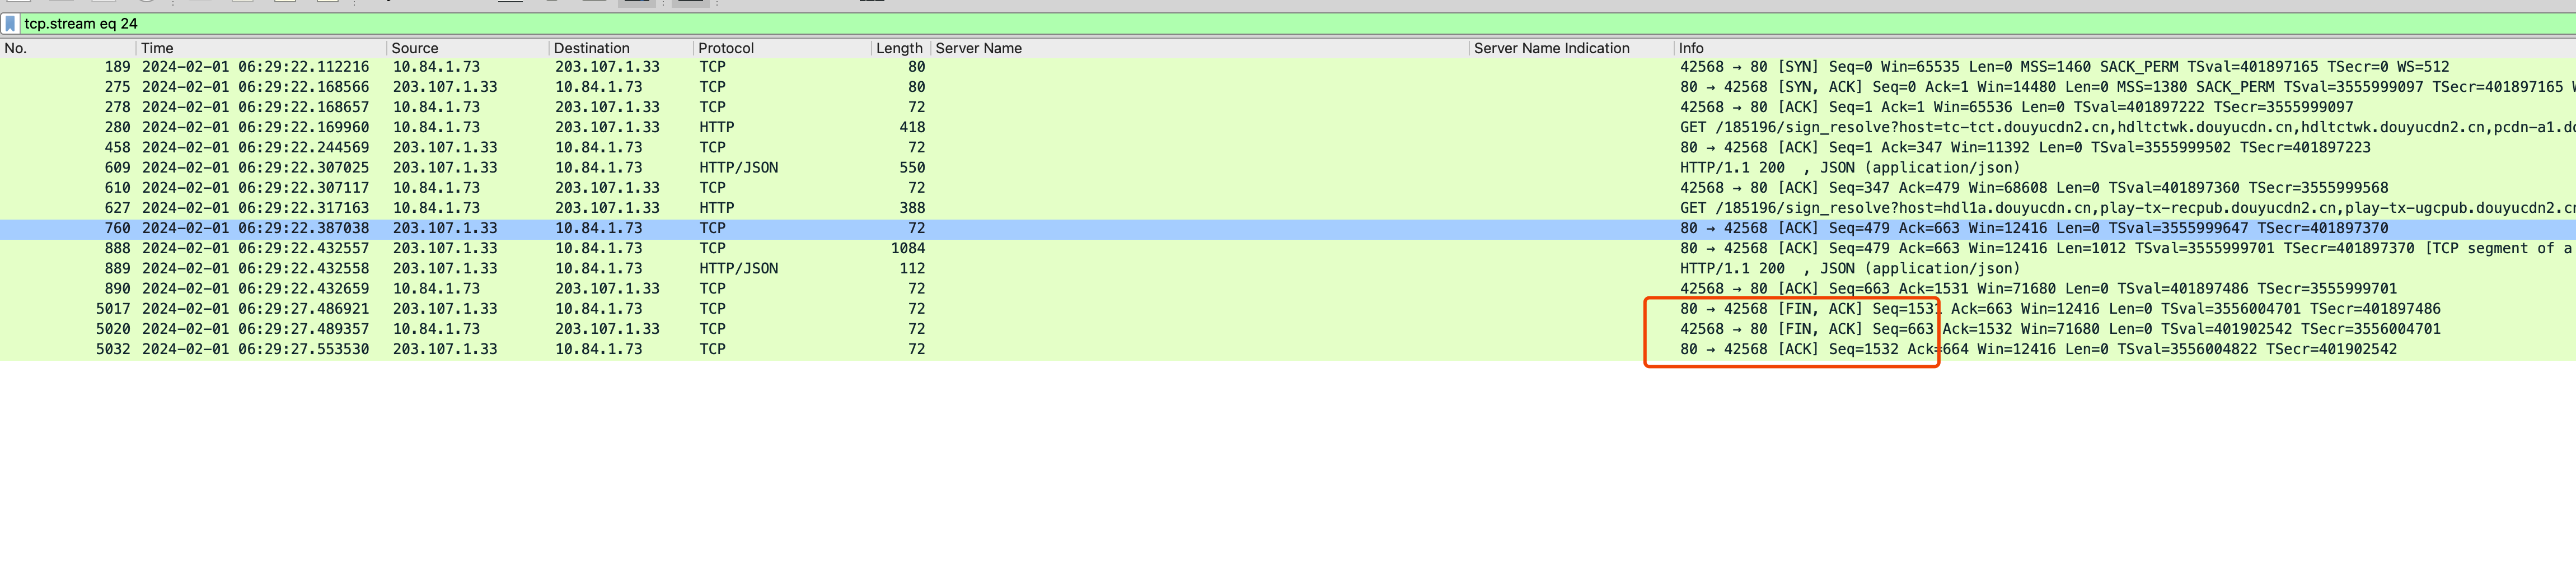 tcp.stream eq 24
No. Time Source Destination Protocol Length Server Name Server Name Indication Info
189 2024-02-01 06:29:22.112216 10.84.1.73 203.107.1.33 TCP 80 42568 → 80 [SYN] Seq=0 Win=65535 Len=0 MSS=1460 SACK_PERM TSval=401897165 TSecr=0 WS=512
275 2024-02-01 06:29:22.168566 203.107.1.33 10.84.1.73 TCP 80 80 → 42568 [SYN, ACK] Seq=0 Ack=1 Win=14480 Len=0 MSS=1380 SACK_PERM TSval=3555999097 TSecr=401897165 W
278 2024-02-01 06:29:22.168657 10.84.1.73 203.107.1.33 TCP 72 42568 → 80 [ACK] Seq=1 Ack=1 Win=65536 Len=0 TSval=401897222 TSecr=3555999097
280 2024-02-01 06:29:22.169960 10.84.1.73 203.107.1.33 HTTP 418 GET /185196/sign_resolve?host=tc-tct.douyucdn2.cn,hdltctwk.douyucdn.cn,hdltctwk.douyucdn2.cn,pcdn-a1.do
458 2024-02-01 06:29:22.244569 203.107.1.33 10.84.1.73 TCP 72 80 → 42568 [ACK] Seq=1 Ack=347 Win=11392 Len=0 TSval=3555999502 TSecr=401897223
609 2024-02-01 06:29:22.307025 203.107.1.33 10.84.1.73 HTTP/JSON 550 HTTP/1.1 200 , JSON (application/json)
610 2024-02-01 06:29:22.307117 10.84.1.73 203.107.1.33 TCP 72 42568 → 80 [ACK] Seq=347 Ack=479 Win=68608 Len=0 TSval=401897360 TSecr=3555999568
627 2024-02-01 06:29:22.317163 10.84.1.73 203.107.1.33 HTTP 388 GET /185196/sign_resolve?host=hdl1a.douyucdn.cn,play-tx-recpub.douyucdn2.cn,play-tx-ugcpub.douyucdn2.cn
760 2024-02-01 06:29:22.387038 203.107.1.33 10.84.1.73 TCP 72 80 → 42568 [ACK] Seq=479 Ack=663 Win=12416 Len=0 TSval=3555999647 TSecr=401897370
888 2024-02-01 06:29:22.432557 203.107.1.33 10.84.1.73 TCP 1084 80 → 42568 [ACK] Seq=479 Ack=663 Win=12416 Len=1012 TSval=3555999701 TSecr=401897370 [TCP segment of a
889 2024-02-01 06:29:22.432558 203.107.1.33 10.84.1.73 HTTP/JSON 112 HTTP/1.1 200 , JSON (application/json)
890 2024-02-01 06:29:22.432659 10.84.1.73 203.107.1.33 TCP 72 42568 → 80 [ACK] Seq=663 Ack=1531 Win=71680 Len=0 TSval=401897486 TSecr=3555999701
5017 2024-02-01 06:29:27.486921 203.107.1.33 10.84.1.73 TCP 72 80 → 42568 [FIN, ACK] Seq=1531 Ack=663 Win=12416 Len=0 TSval=3556004701 TSecr=401897486
5020 2024-02-01 06:29:27.489357 10.84.1.73 203.107.1.33 TCP 72 42568 → 80 [FIN, ACK] Seq=663 Ack=1532 Win=71680 Len=0 TSval=401902542 TSecr=3556004701
5032 2024-02-01 06:29:27.553530 203.107.1.33 10.84.1.73 TCP 72 80 → 42568 [ACK] Seq=1532 Ack=664 Win=12416 Len=0 TSval=3556004822 TSecr=401902542